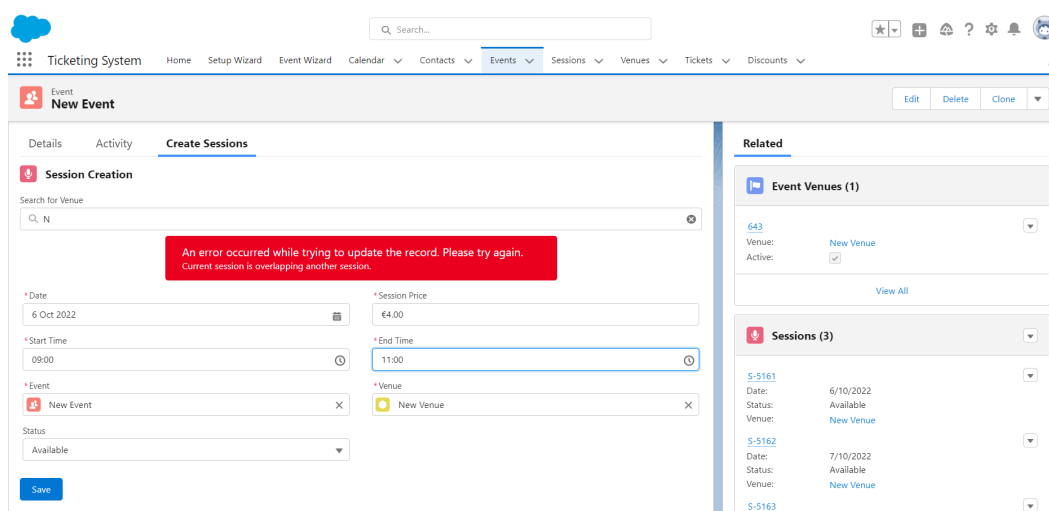 Search...
Ticketing System Home Setup Wizard Event Wizard Calendar Contacts Events Sessions Venues Tickets Discounts
Event
New Event
Edit Delete Clone
Details Activity Create Sessions
Session Creation
Search for Venue
N
An error occurred while trying to update the record. Please try again.
Current session is overlapping another session.
*Date
6 Oct 2022
*Session Price
€4.00
*Start Time
09:00
*End Time
11:00
*Event
New Event
*Venue
New Venue
Status
Available
Save
Related
Event Venues (1)
643
Venue: New Venue
Active:
View All
Sessions (3)
S-5161
Date: 6/10/2022
Status: Available
Venue: New Venue
S-5162
Date: 7/10/2022
Status: Available
Venue: New Venue
S-5163